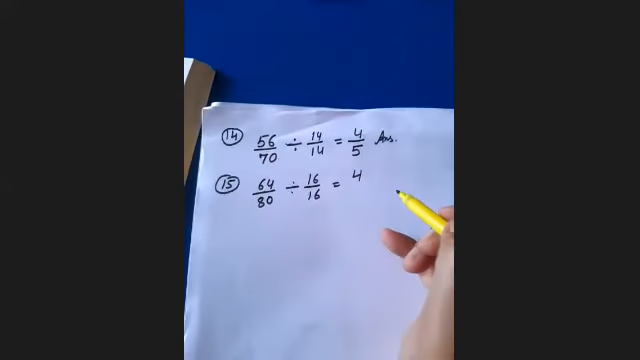 14 56/70 ÷ 14/14 = 4/5 Ans.
15 64/80 ÷ 16/16 = 4